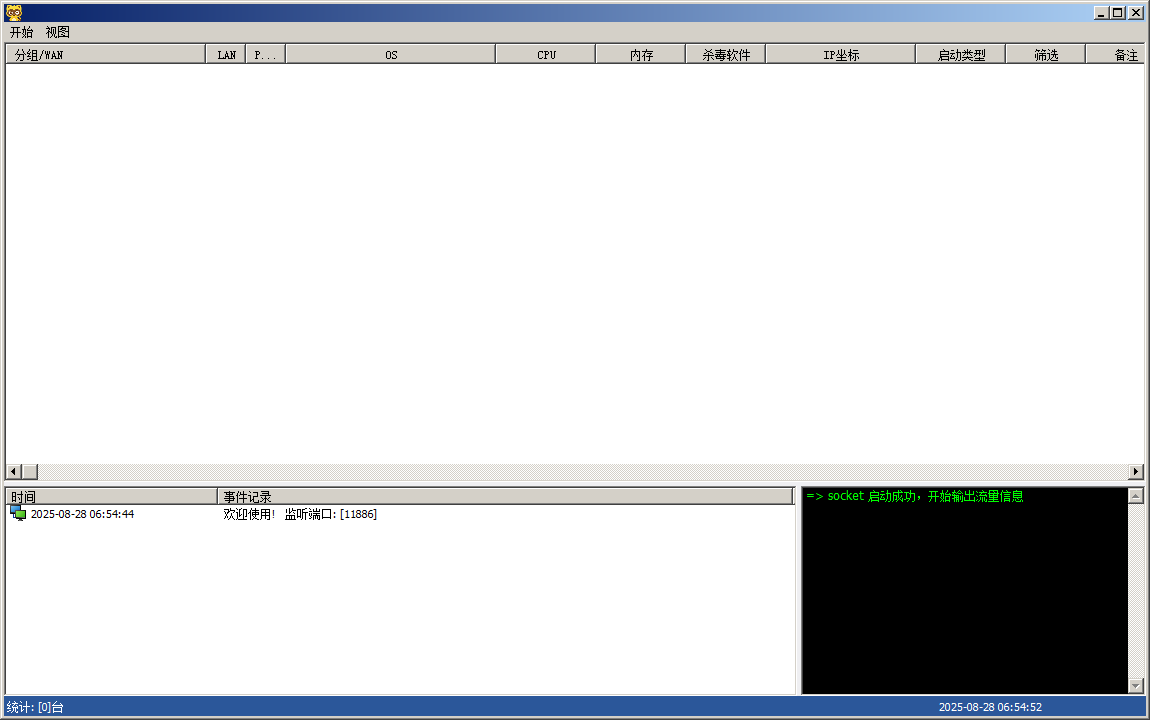 开始 视图
分组/WAN LAN P... OS CPU 内存 杀毒软件 IP坐标 启动类型 筛选 备注
时间 事件记录
2025-08-28 06:54:44 欢迎使用! 监听端口: [11886]
=> socket 启动成功，开始输出流量信息
统计: [0]台 2025-08-28 06:54:52